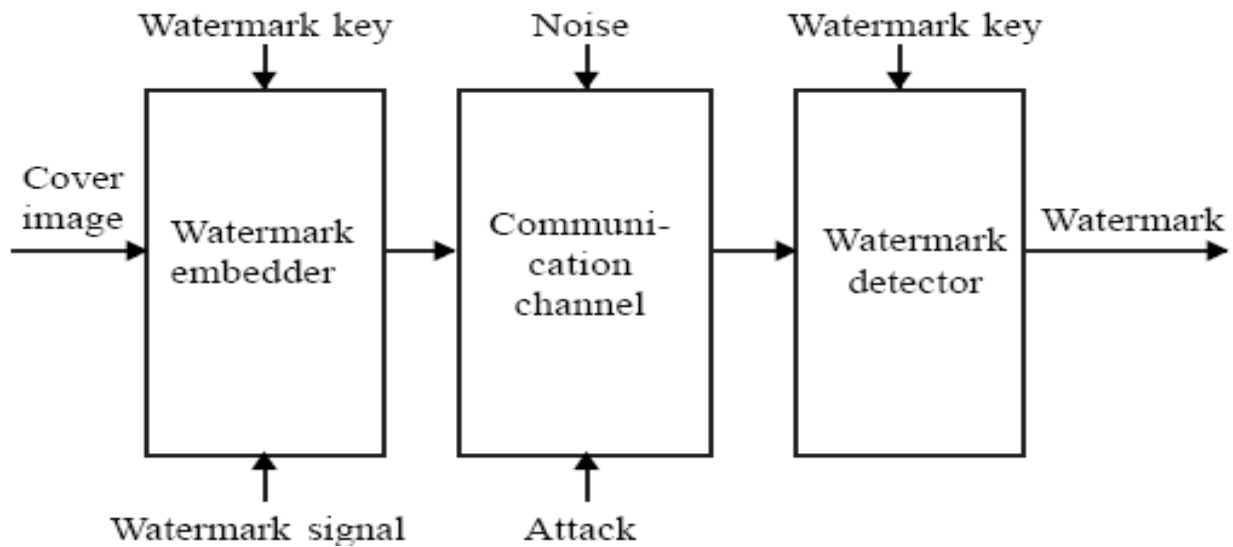 Watermark key
Noise
Watermark key
Cover
image
Watermark
embedder
Communi-
cation
channel
Watermark
detector
Watermark
Watermark signal
Attack